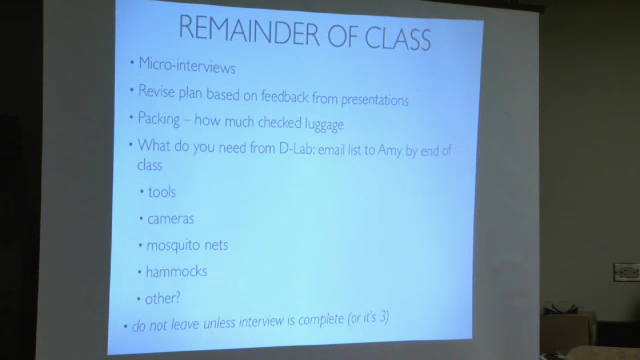 REMAINDER OF CLASS
• Micro-interviews
• Revise plan based on feedback from presentations
• Packing – how much checked luggage
• What do you need from D-Lab: email list to Amy by end of
class
• tools
• cameras
• mosquito nets
• hammocks
• other?
• do not leave unless interview is complete (or it's 3)